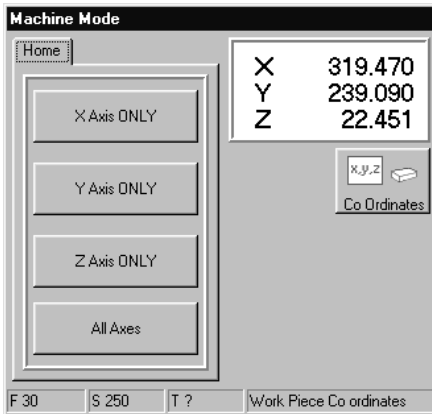 Machine Mode
Home
X Axis ONLY
Y Axis ONLY
Z Axis ONLY
All Axes
X 319.470
Y 239.090
Z 22.451
x,y,z
Co Ordinates
F 30 S 250 T ? Work Piece Co ordinates